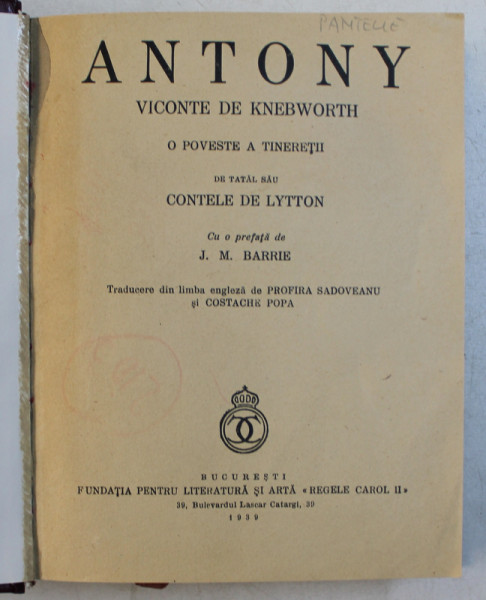 PANTELIE
ANTONY
VICONTE DE KNEBWORTH
O POVESTE A TINEREȚII
DE TATĂL SĂU
CONTELE DE LYTTON
Cu o prefață de
J. M. BARRIE
Traducere din limba engleză de PROFIRA SADOVEANU
și COSTACHE POPA
BUCUREȘTI
FUNDAȚIA PENTRU LITERATURĂ ȘI ARTĂ «REGELE CAROL II»
39, Bulevardul Lascar Catargi, 39
1939